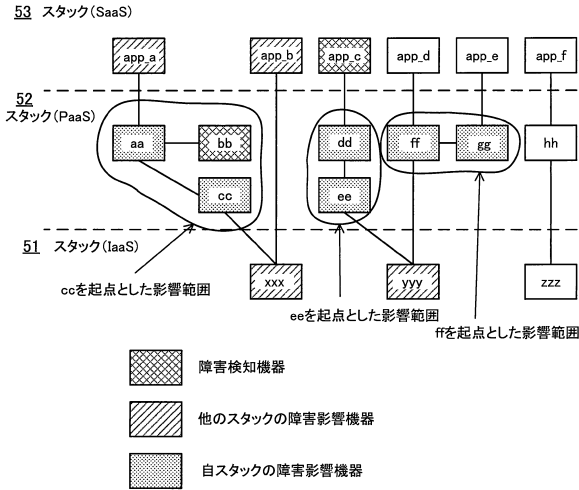 53 スタック(SaaS)
app_a
app_b
app_c
app_d
app_e
app_f
52
スタック(PaaS)
aa
bb
dd
ff
gg
hh
cc
ee
51 スタック(IaaS)
xxx
yyy
zzz
ccを起点とした影響範囲
eeを起点とした影響範囲
ffを起点とした影響範囲
障害検知機器
他のスタックの障害影響機器
自スタックの障害影響機器